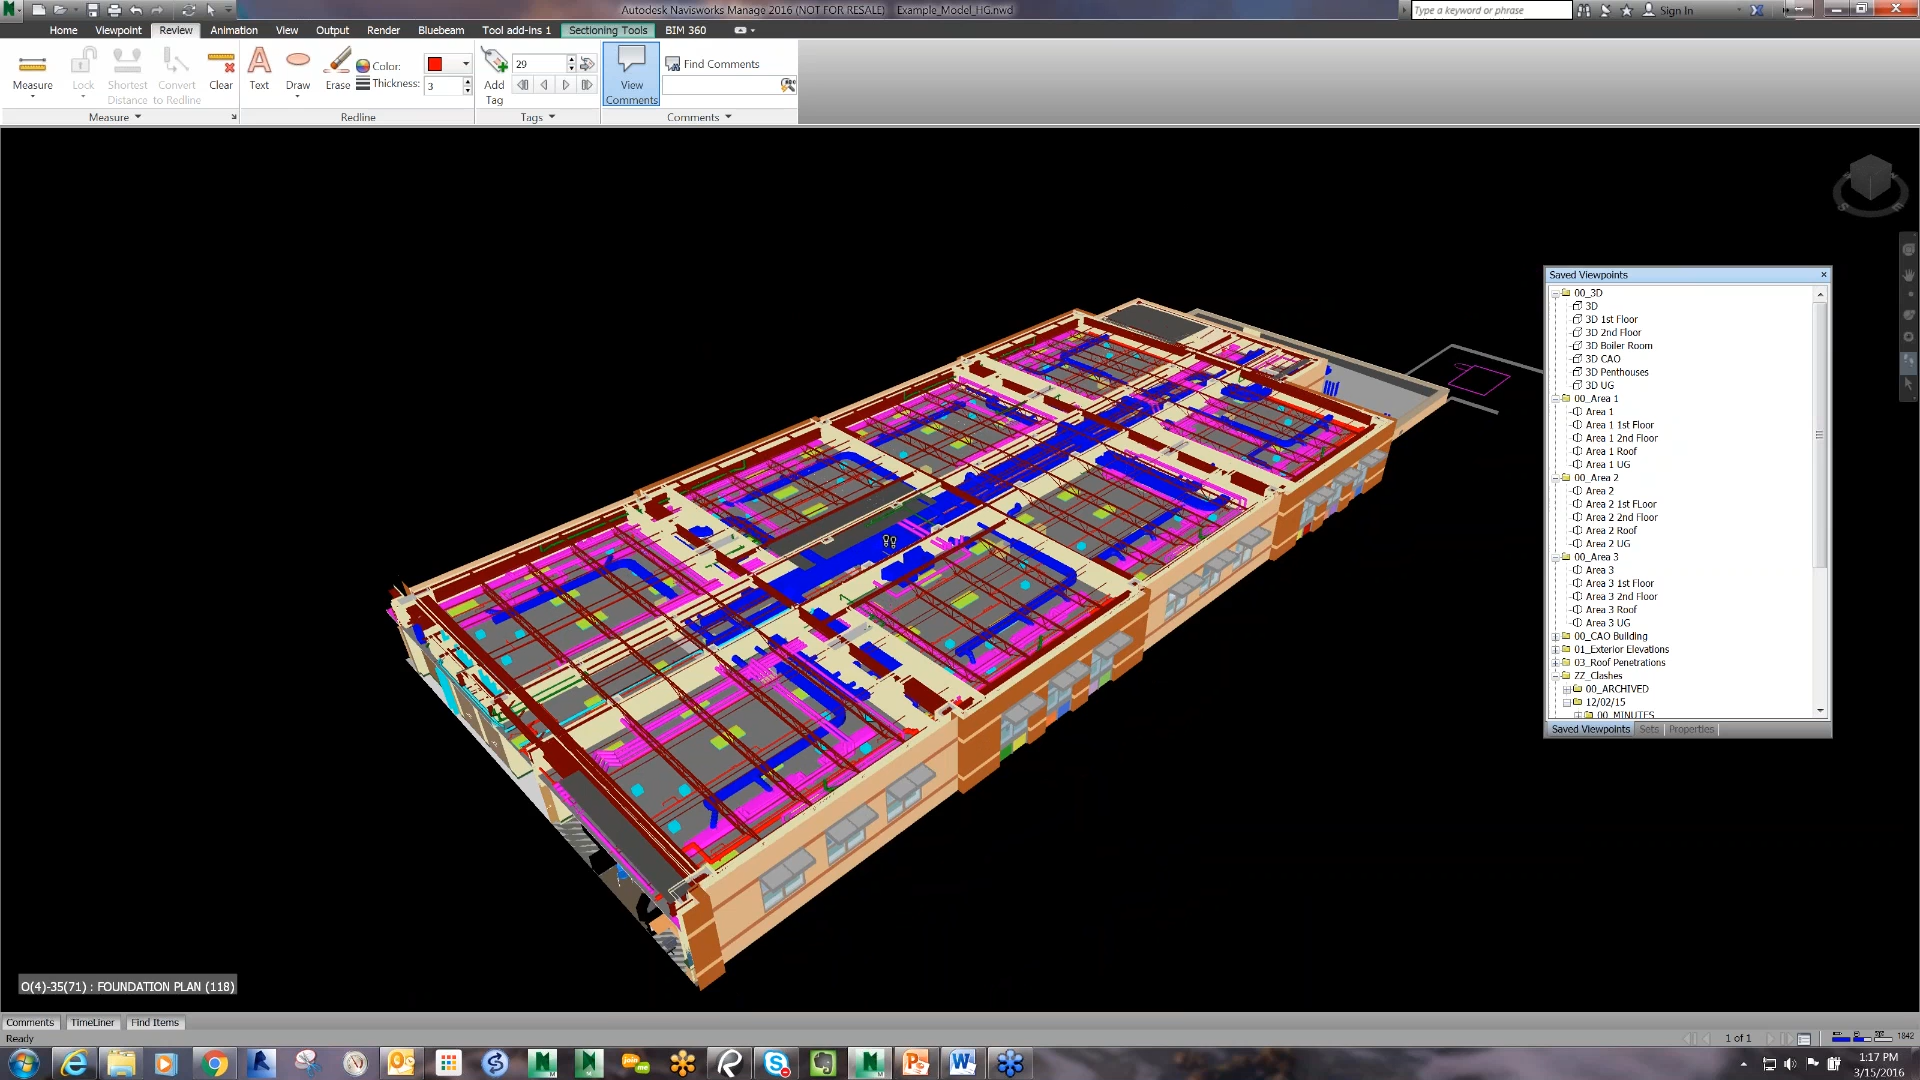 Autodesk Navisworks Manage 2016 (NOT FOR RESALE) Example_Model_HG.nwd
Type a keyword or phrase
Sign In
Home Viewpoint Review Animation View Output Render Bluebeam Tool add-ins 1 Sectioning Tools BIM 360
Measure
Lock
Shortest Distance
Convert to Redline
Clear
Text
Draw
Erase
Color:
Thickness: 3
Add Tag
29
View Comments
Find Comments
Measure
Redline
Tags
Comments
Saved Viewpoints
00_3D
3D
3D 1st Floor
3D 2nd Floor
3D Boiler Room
3D CAO
3D Penthouses
3D UG
00_Area 1
Area 1
Area 1 1st Floor
Area 1 2nd Floor
Area 1 Roof
Area 1 UG
00_Area 2
Area 2
Area 2 1st FLoor
Area 2 2nd Floor
Area 2 Roof
Area 2 UG
00_Area 3
Area 3
Area 3 1st Floor
Area 3 2nd Floor
Area 3 Roof
Area 3 UG
00_CAO Building
01_Exterior Elevations
03_Roof Penetrations
ZZ_Clashes
00_ARCHIVED
12/02/15
00_MINUTES
Saved Viewpoints Sets Properties
O(4)-35(71) : FOUNDATION PLAN (118)
Comments TimeLiner Find Items
Ready
1 of 1
1842
1:17 PM
3/15/2016